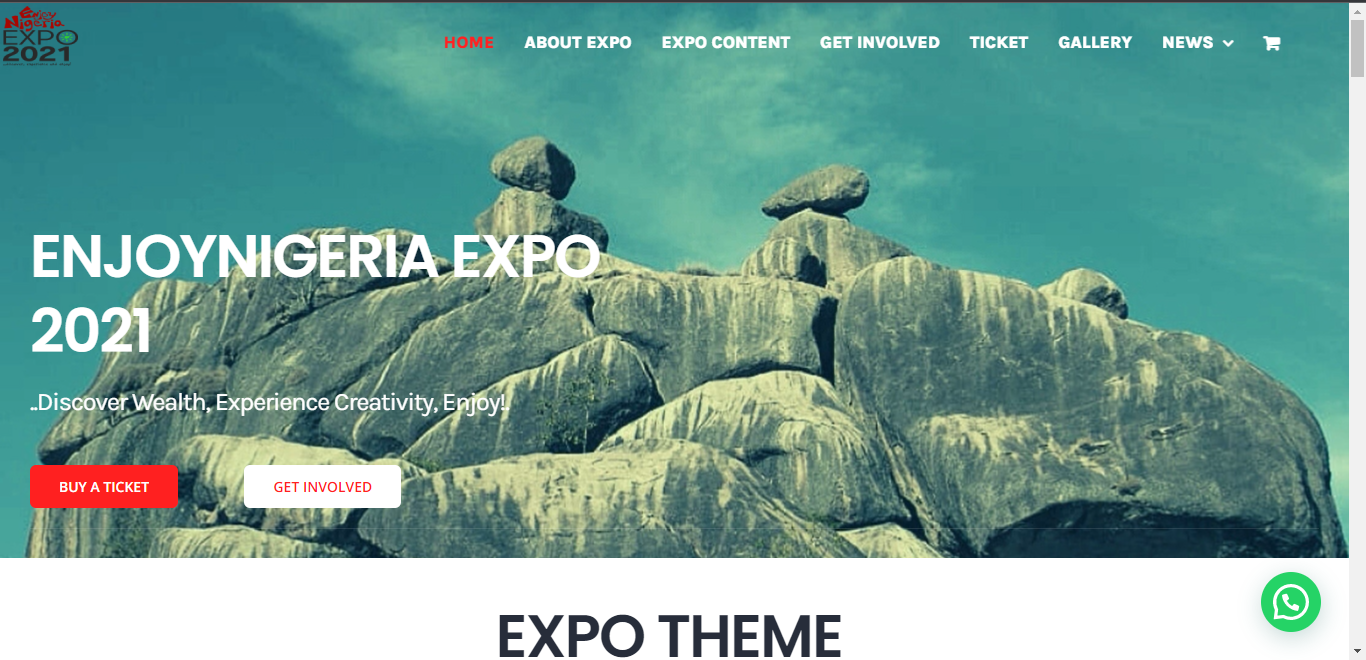 Enjoy
Nigeria
EXPO
2021
HOME
ABOUT EXPO
EXPO CONTENT
GET INVOLVED
TICKET
GALLERY
NEWS
ENJOYNIGERIA EXPO
2021
..Discover Wealth, Experience Creativity, Enjoy!.
BUY A TICKET
GET INVOLVED
EXPO THEME